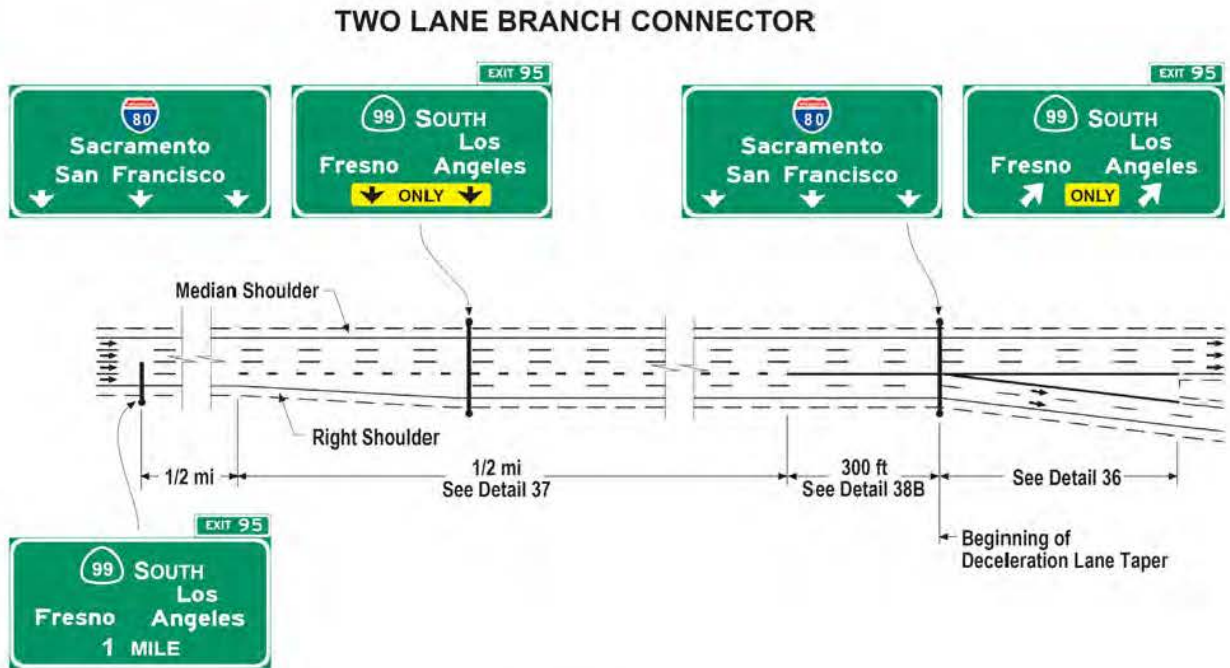 TWO LANE BRANCH CONNECTOR
EXIT 95
EXIT 95
80
Sacramento
San Francisco
99 SOUTH
Los
Fresno Angeles
ONLY
80
Sacramento
San Francisco
99 SOUTH
Los
Fresno Angeles
ONLY
Median Shoulder
Right Shoulder
1/2 mi
1/2 mi
See Detail 37
300 ft
See Detail 38B
See Detail 36
Beginning of
Deceleration Lane Taper
EXIT 95
99 SOUTH
Los
Fresno Angeles
1 MILE